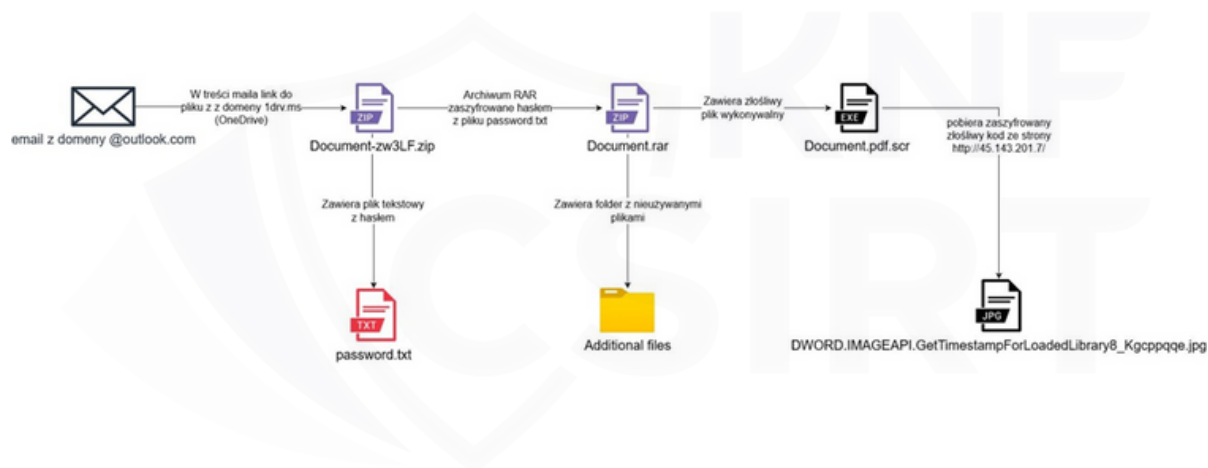 W treści maila link do
pliku z z domeny 1drv.ms
(OneDrive)
email z domeny @outlook.com
ZIP
Document-zw3LF.zip
Archiwum RAR
zaszyfrowane hasłem
z pliku password.txt
ZIP
Document.rar
Zawiera złośliwy
plik wykonywalny
EXE
Document.pdf.scr
pobiera zaszyfrowany
złośliwy kod ze strony
http://45.143.201.7/
Zawiera plik tekstowy
z hasłem
Zawiera folder z nieużywanymi
plikami
TXT
password.txt
Additional files
JPG
DWORD.IMAGEAPI.GetTimestampForLoadedLibrary8_Kgcppqqe.jpg
KNF
CSIRT